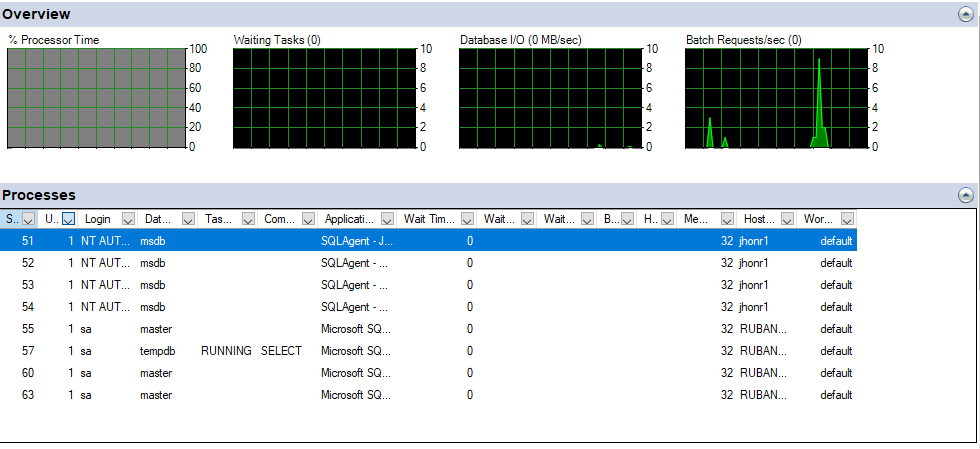 Overview
% Processor Time
100
80
60
40
20
0
Waiting Tasks (0)
10
8
6
4
2
0
Database I/O (0 MB/sec)
10
8
6
4
2
0
Batch Requests/sec (0)
10
8
6
4
2
0
Processes
S... U... Login Dat... Tas... Com... Applicati... Wait Tim... Wait... Wait... B... H... Me... Host... Wor...
51 1 NT AUT... msdb SQLAgent - J... 0 32 jhonr1 default
52 1 NT AUT... msdb SQLAgent - ... 0 32 jhonr1 default
53 1 NT AUT... msdb SQLAgent - ... 0 32 jhonr1 default
54 1 NT AUT... msdb SQLAgent - ... 0 32 jhonr1 default
55 1 sa master Microsoft SQ... 0 32 RUBAN... default
57 1 sa tempdb RUNNING SELECT Microsoft SQ... 0 32 RUBAN... default
60 1 sa master Microsoft SQ... 0 32 RUBAN... default
63 1 sa master Microsoft SQ... 0 32 RUBAN... default